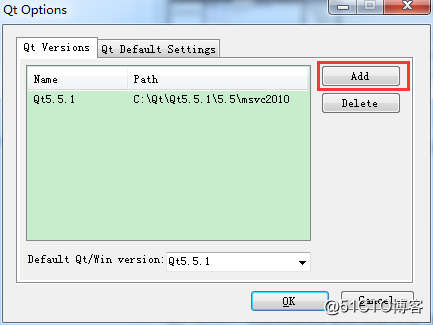 Qt Options
Qt Versions
Qt Default Settings
Name Path
Add
Qt5.5.1 C:\Qt\Qt5.5.1\5.5\msvc2010
Delete
Default Qt/Win version: Qt5.5.1
OK
Cancel
@51CTO博客